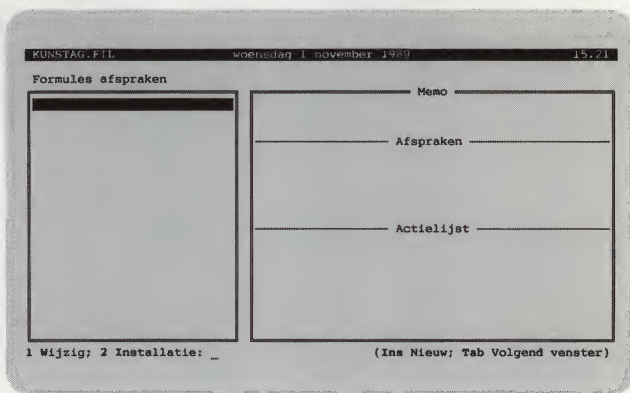 KUNSTAG.FIL woensdag 1 november 1989 15.21
Formules afspraken
Memo
Afspraken
Actielijst
1 Wijzig; 2 Installatie: _ (Ins Nieuw; Tab Volgend venster)